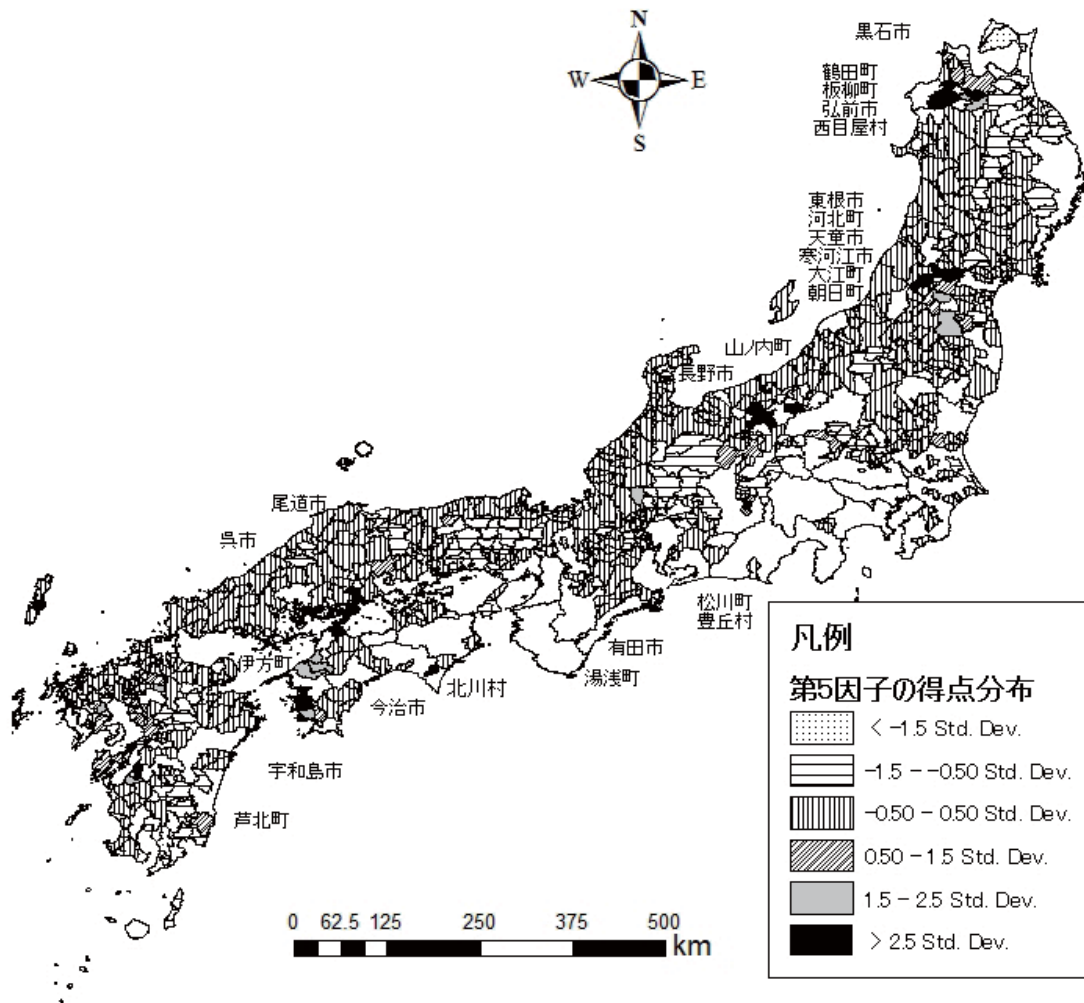 N
W
E
S
黒石市
鶴田町
板柳町
弘前市
西目屋村
東根市
河北町
天童市
寒河江市
大江町
朝日町
山ノ内町
長野市
尾道市
呉市
松川町
豊丘村
有田市
湯浅町
伊方町
北川村
今治市
宇和島市
芦北町
凡例
第5因子の得点分布
< -1.5 Std. Dev.
-1.5 - -0.50 Std. Dev.
-0.50 - 0.50 Std. Dev.
0.50 - 1.5 Std. Dev.
1.5 - 2.5 Std. Dev.
> 2.5 Std. Dev.
0 62.5 125 250 375 500
km